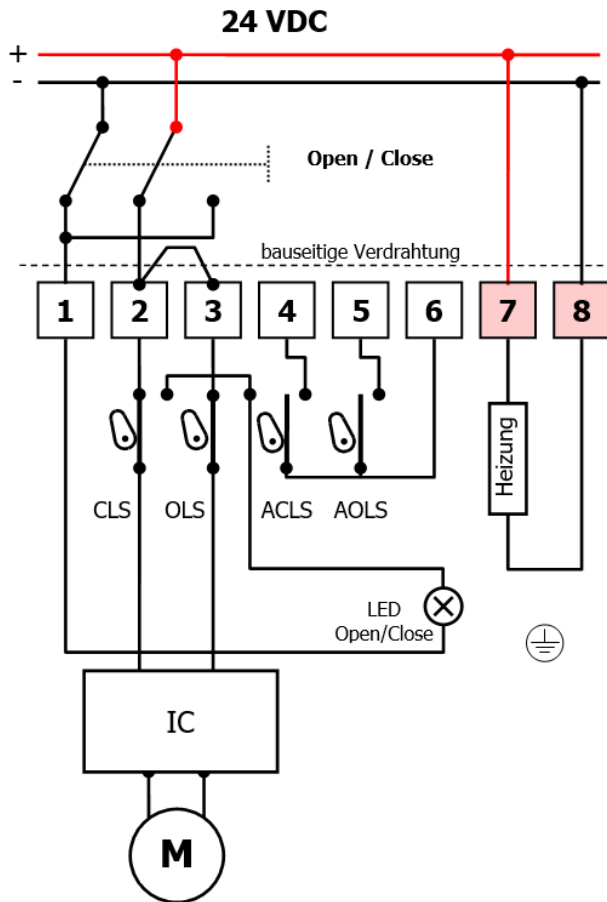 24 VDC
+
-
Open / Close
bauseitige Verdrahtung
1 2 3 4 5 6 7 8
Heizung
CLS OLS ACLS AOLS
LED
Open/Close
IC
M